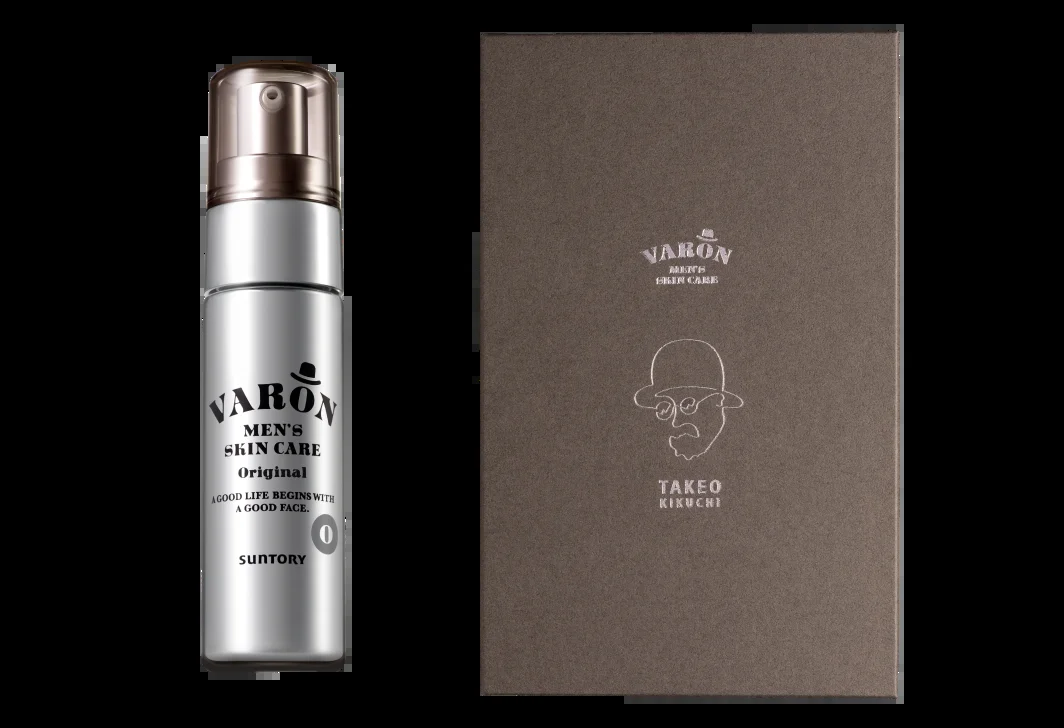 VARON
MEN'S
SKIN CARE
Original
A GOOD LIFE BEGINS WITH
A GOOD FACE.
O
SUNTORY
VARON
MEN'S
SKIN CARE
TAKEO
KIKUCHI